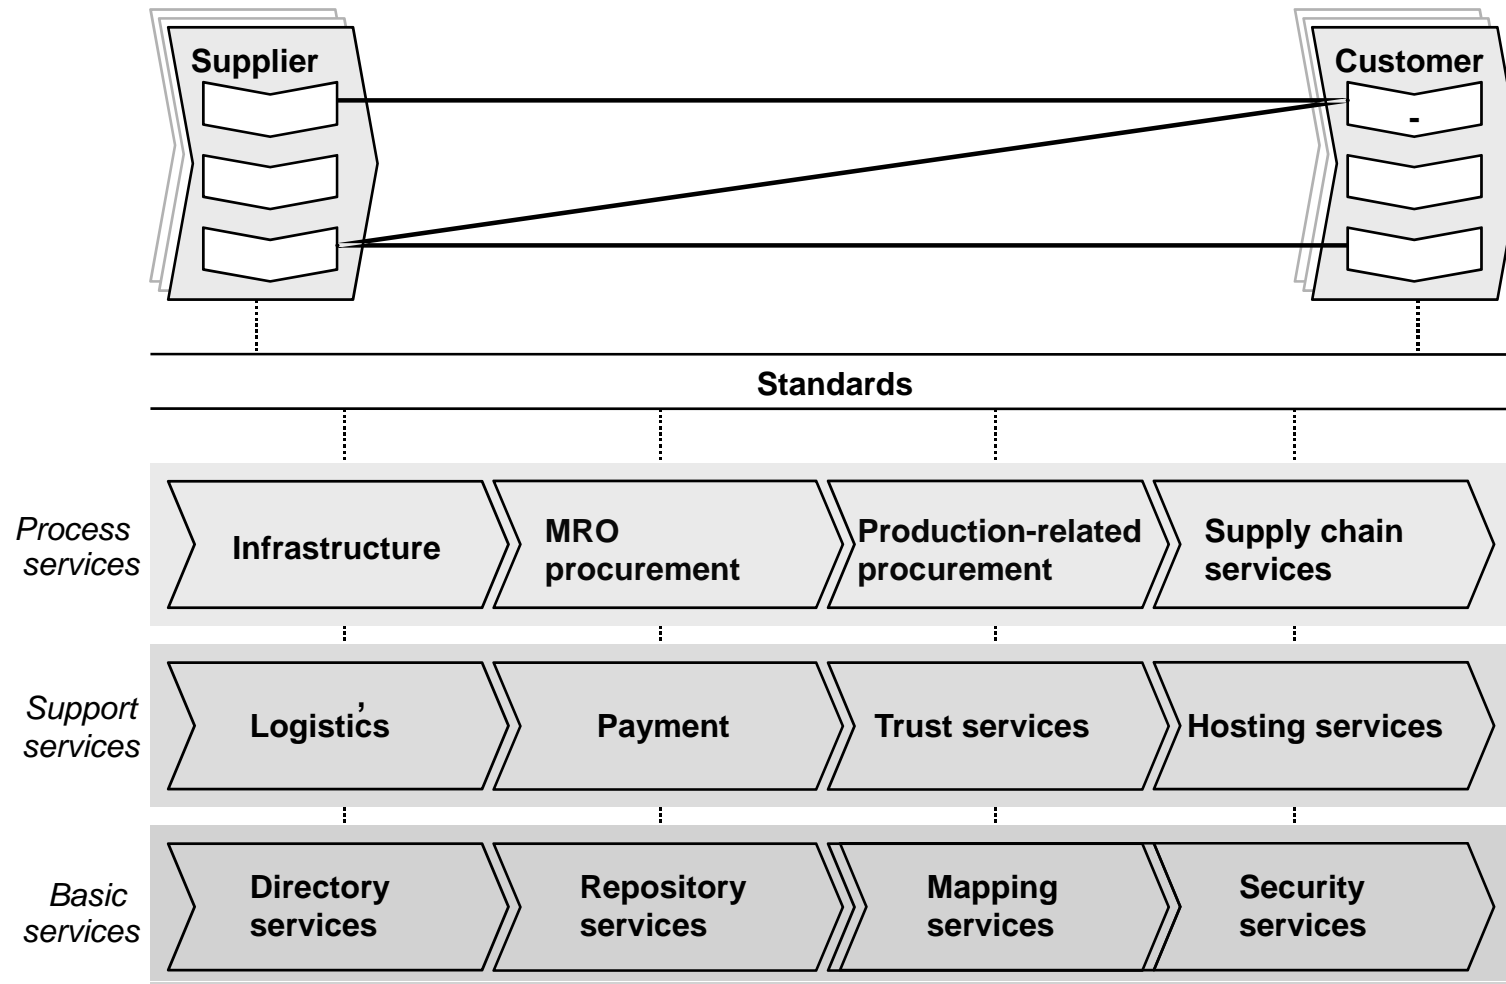 Supplier
Customer
-
Standards
Process
services
Infrastructure
MRO
procurement
Production-related
procurement
Supply chain
services
Support
services
Logistics
,
Payment
Trust services
Hosting services
Basic
services
Directory
services
Repository
services
Mapping
services
Security
services